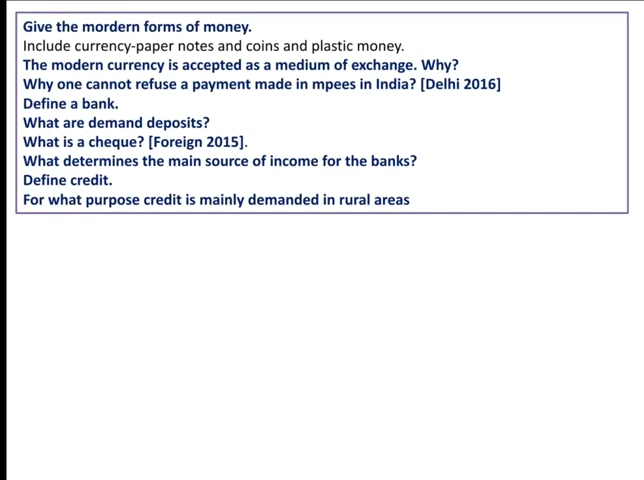 Give the mordern forms of money.
Include currency-paper notes and coins and plastic money.
The modern currency is accepted as a medium of exchange. Why?
Why one cannot refuse a payment made in mpees in India? [Delhi 2016]
Define a bank.
What are demand deposits?
What is a cheque? [Foreign 2015].
What determines the main source of income for the banks?
Define credit.
For what purpose credit is mainly demanded in rural areas